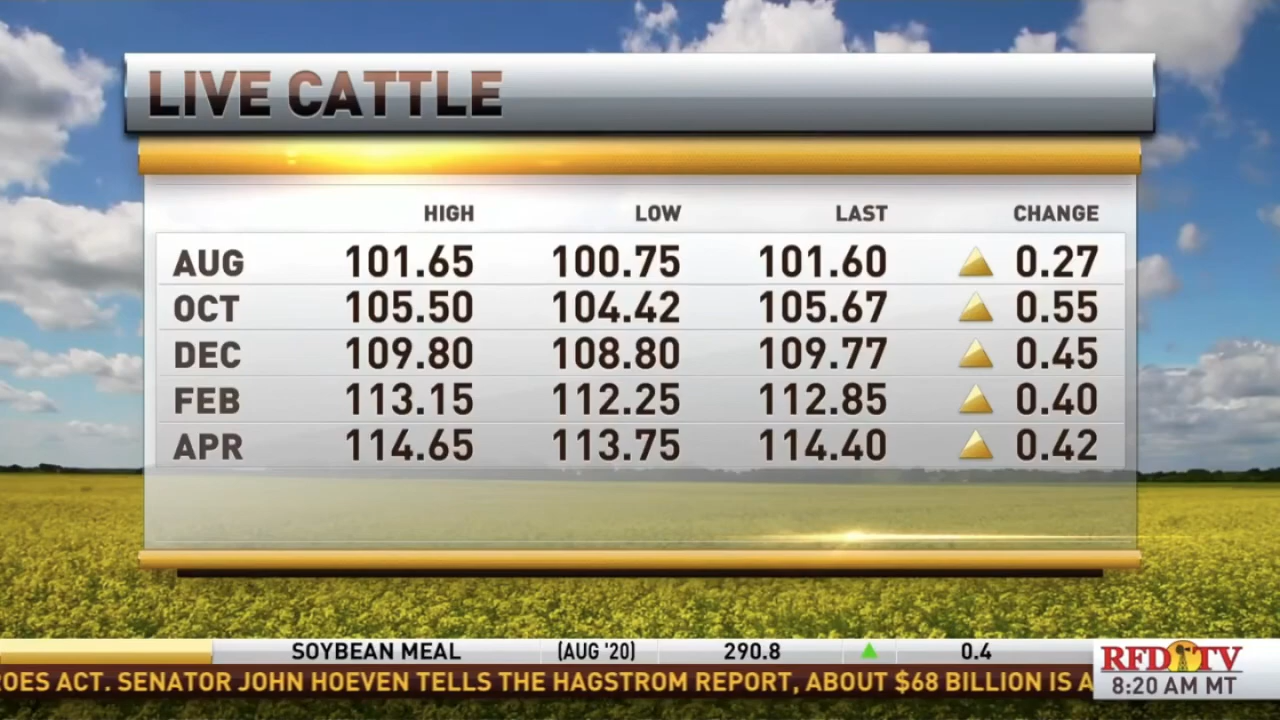 LIVE CATTLE
HIGH LOW LAST CHANGE
AUG 101.65 100.75 101.60 0.27
OCT 105.50 104.42 105.67 0.55
DEC 109.80 108.80 109.77 0.45
FEB 113.15 112.25 112.85 0.40
APR 114.65 113.75 114.40 0.42
SOYBEAN MEAL (AUG '20) 290.8 0.4
OES ACT. SENATOR JOHN HOEVEN TELLS THE HAGSTROM REPORT, ABOUT $68 BILLION IS A
RFD TV
8:20 AM MT